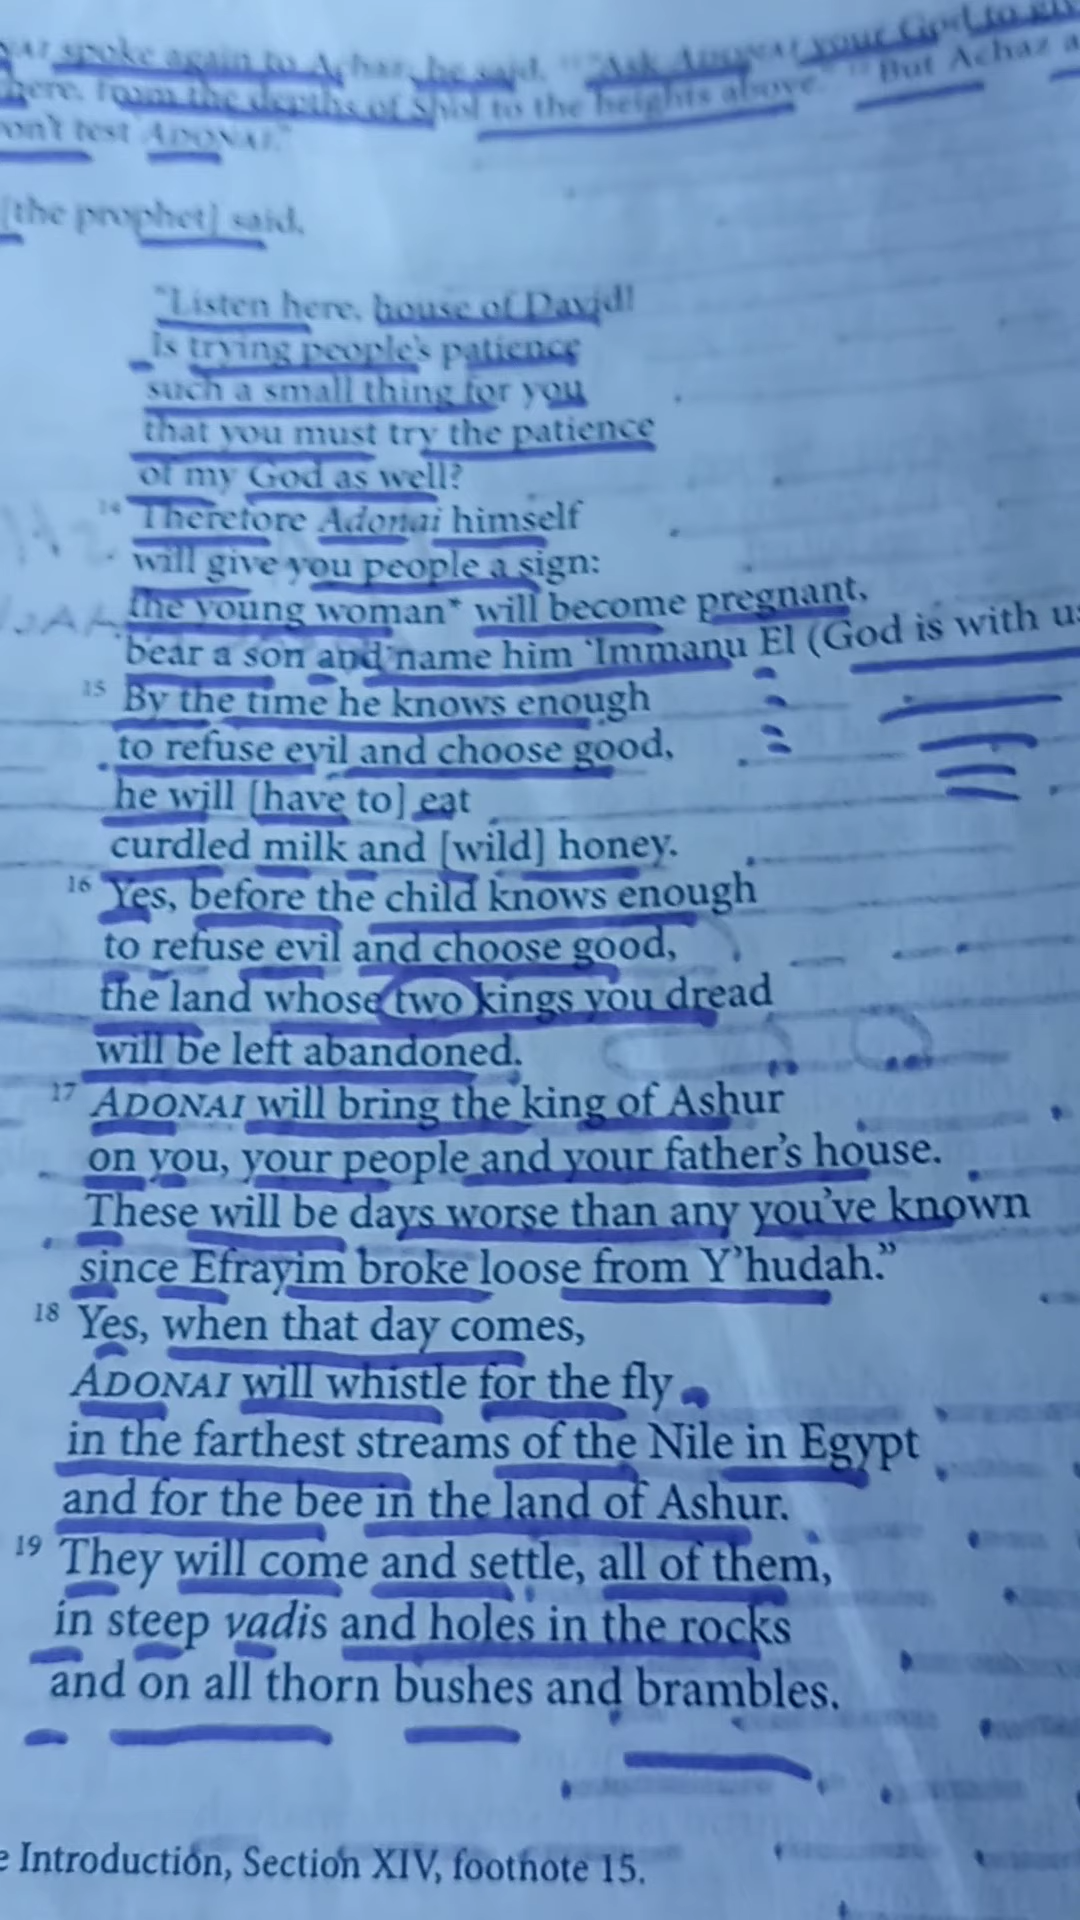 spoke again to Achaz, he said, "Ask ADONAI your God to
from the depths of Sh'ol to the heights above." But Achaz
test ADONAI."
[the prophet] said,
"Listen here, house of David!
Is trying people's patience
such a small thing for you
that you must try the patience
of my God as well?
14 Therefore Adonai himself
will give you people a sign:
the young woman* will become pregnant,
bear a son and name him 'Immanu El (God is with
15 By the time he knows enough
to refuse evil and choose good,
he will [have to] eat
curdled milk and [wild] honey.
16 Yes, before the child knows enough
to refuse evil and choose good,
the land whose two kings you dread
will be left abandoned.
17 ADONAI will bring the king of Ashur
on you, your people and your father's house.
These will be days worse than any you've known
since Efrayim broke loose from Y'hudah."
18 Yes, when that day comes,
ADONAI will whistle for the fly
in the farthest streams of the Nile in Egypt
and for the bee in the land of Ashur.
19 They will come and settle, all of them,
in steep vadis and holes in the rocks
and on all thorn bushes and brambles.
Introduction, Section XIV, footnote 15.